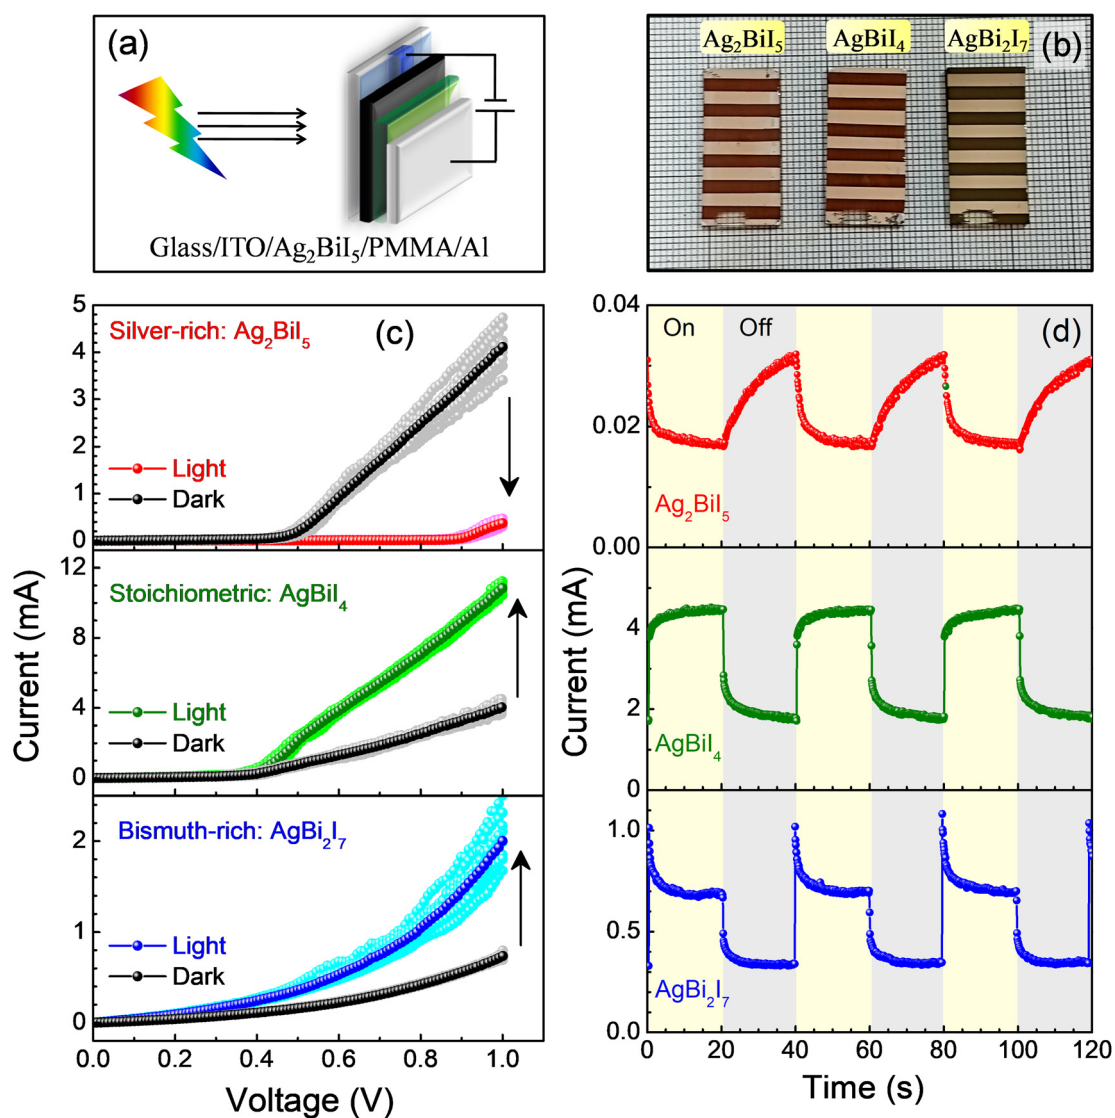 (a)
Glass/ITO/Ag₂BiI₅/PMMA/Al
Ag₂BiI₅ AgBiI₄ AgBi₂I₇
(b)
Silver-rich: Ag₂BiI₅
(c)
Light
Dark
5
4
3
2
1
0
Stoichiometric: AgBiI₄
Light
Dark
12
8
4
0
Bismuth-rich: AgBi₂I₇
Light
Dark
2
1
0
Current (mA)
0.0 0.2 0.4 0.6 0.8 1.0
Voltage (V)
On Off
(d)
0.04
0.02
0.00
Ag₂BiI₅
4
2
0
AgBiI₄
1.0
0.5
0.0
AgBi₂I₇
Current (mA)
0 20 40 60 80 100 120
Time (s)